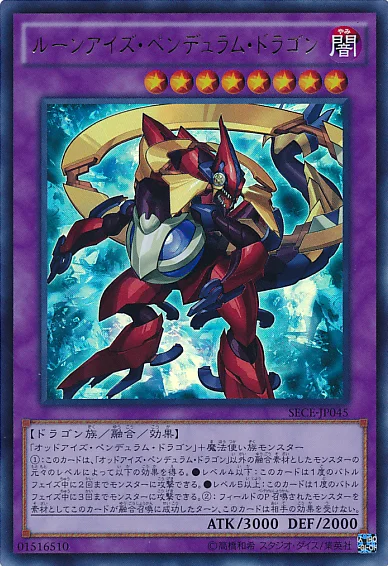 ルーンアイズ・ペンデュラム・ドラゴン
闇
やみ
SECE-JP045
【ドラゴン族/融合/効果】
「オッドアイズ・ペンデュラム・ドラゴン」+魔法使い族モンスター
①:このカードは、「オッドアイズ・ペンデュラム・ドラゴン」以外の融合素材としたモンスターの
元々のレベルによって以下の効果を得る。●レベル4以下:このカードは1度のバトル
フェイズ中に2回までモンスターに攻撃できる。●レベル5以上:このカードは1度のバトル
フェイズ中に3回までモンスターに攻撃できる。②:フィールドのP召喚されたモンスターを
素材としてこのカードが融合召喚に成功したターン、このカードは相手の効果を受けない。
ATK/3000 DEF/2000
01516510
©高橋和希 スタジオ・ダイス/集英社